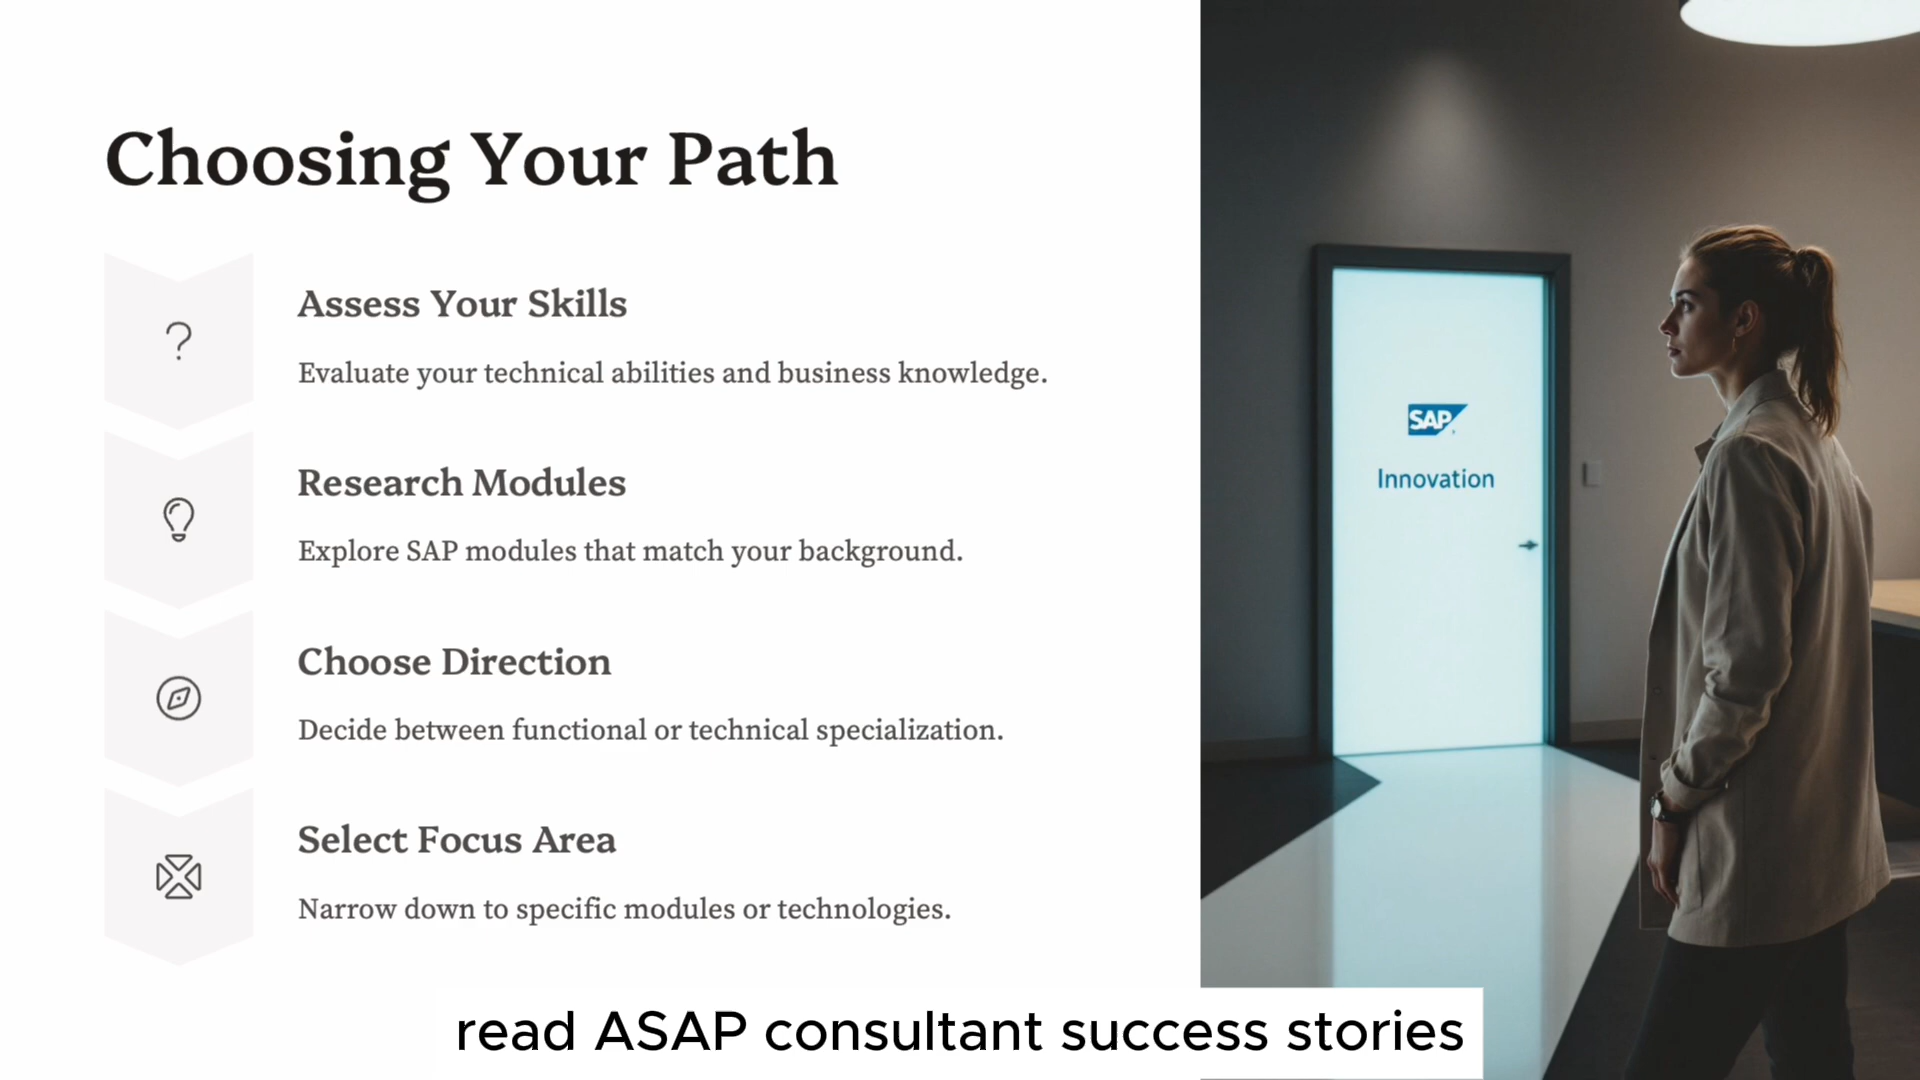 Choosing Your Path
Assess Your Skills
Evaluate your technical abilities and business knowledge.
Research Modules
Explore SAP modules that match your background.
Choose Direction
Decide between functional or technical specialization.
Select Focus Area
Narrow down to specific modules or technologies.
SAP
Innovation
read ASAP consultant success stories